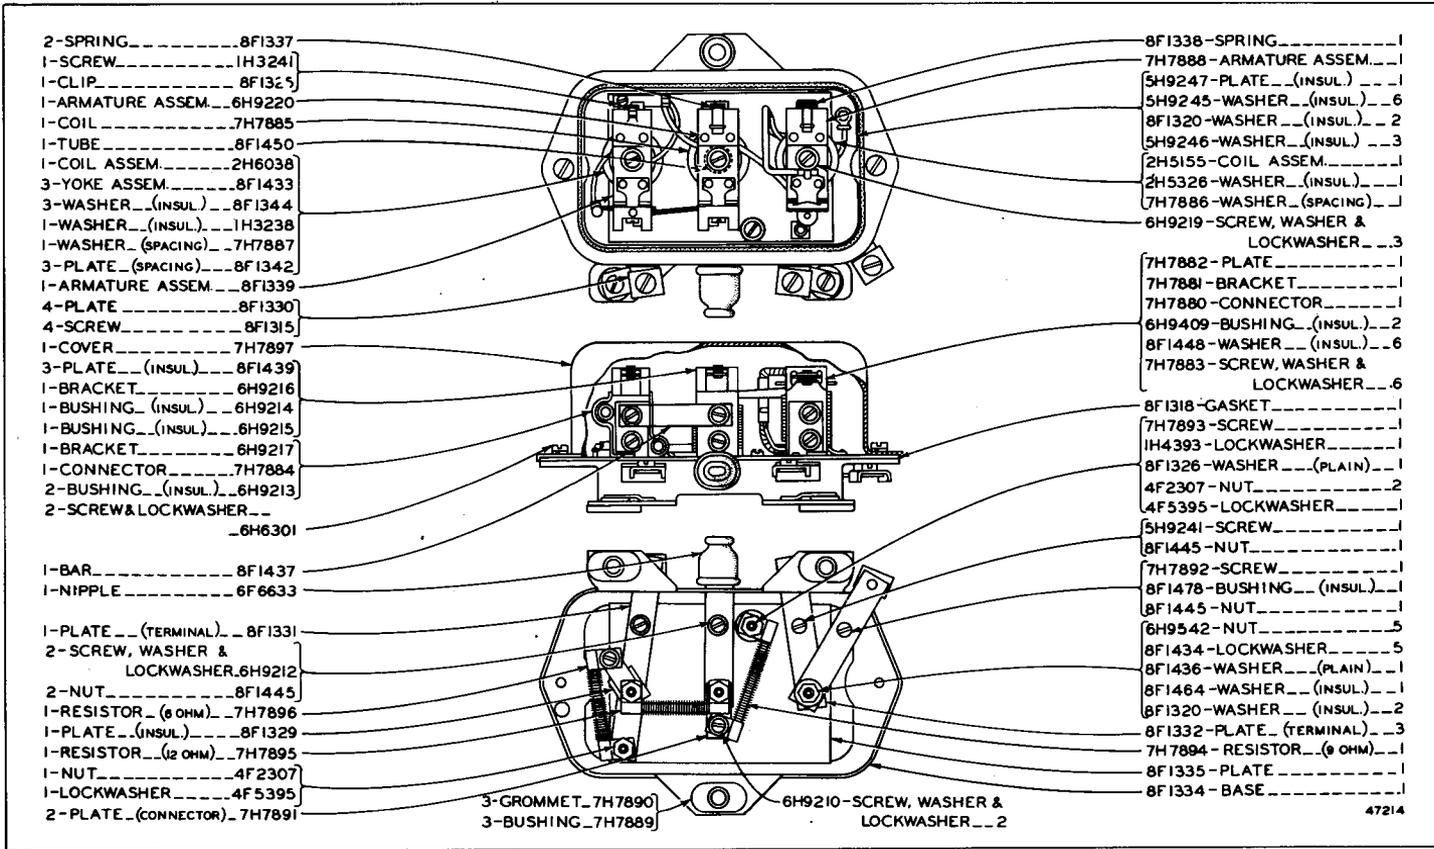 2-SPRING 8F1337
1-SCREW 1H3241
1-CLIP 8F1325
1-ARMATURE ASSEM. 6H9220
1-COIL 7H7885
1-TUBE 8F1450
1-COIL ASSEM. 2H6038
3-YOKE ASSEM. 8F1433
3-WASHER (INSUL.) 8F1344
1-WASHER (INSUL.) 1H3238
1-WASHER (SPACING) 7H7887
3-PLATE (SPACING) 8F1342
1-ARMATURE ASSEM. 8F1339
4-PLATE 8F1330
4-SCREW 8F1315
1-COVER 7H7897
3-PLATE (INSUL.) 8F1439
1-BRACKET 6H9216
1-BUSHING (INSUL.) 6H9214
1-BUSHING (INSUL.) 6H9215
1-BRACKET 6H9217
1-CONNECTOR 7H7884
2-BUSHING (INSUL.) 6H9213
2-SCREW & LOCKWASHER
6H6301
1-BAR 8F1437
1-NIPPLE 6F6633
1-PLATE (TERMINAL) 8F1331
2-SCREW, WASHER &
LOCKWASHER 6H9212
2-NUT 8F1445
1-RESISTOR (6 OHM) 7H7896
1-PLATE (INSUL.) 8F1329
1-RESISTOR (12 OHM) 7H7895
1-NUT 4F2307
1-LOCKWASHER 4F5395
2-PLATE (CONNECTOR) 7H7891
3-GROMMET 7H7890
3-BUSHING 7H7889
6H9210-SCREW, WASHER &
LOCKWASHER 2
8F1338-SPRING 1
7H7888-ARMATURE ASSEM. 1
5H9247-PLATE (INSUL.) 1
5H9245-WASHER (INSUL.) 6
8F1320-WASHER (INSUL.) 2
5H9246-WASHER (INSUL.) 3
2H5155-COIL ASSEM. 1
2H5326-WASHER (INSUL.) 1
7H7886-WASHER (SPACING) 1
6H9219-SCREW, WASHER &
LOCKWASHER 3
7H7882-PLATE 1
7H7881-BRACKET 1
7H7880-CONNECTOR 1
6H9409-BUSHING (INSUL.) 2
8F1448-WASHER (INSUL.) 6
7H7883-SCREW, WASHER &
LOCKWASHER 6
8F1318-GASKET 1
7H7893-SCREW 1
1H4393-LOCKWASHER 1
8F1326-WASHER (PLAIN) 1
4F2307-NUT 2
4F5395-LOCKWASHER 1
5H9241-SCREW 1
8F1445-NUT 1
7H7892-SCREW 1
8F1478-BUSHING (INSUL.) 1
8F1445-NUT 1
6H9542-NUT 5
8F1434-LOCKWASHER 5
8F1436-WASHER (PLAIN) 1
8F1464-WASHER (INSUL.) 1
8F1320-WASHER (INSUL.) 2
8F1332-PLATE (TERMINAL) 3
7H7894-RESISTOR (9 OHM) 1
8F1335-PLATE 1
8F1334-BASE 1
47214